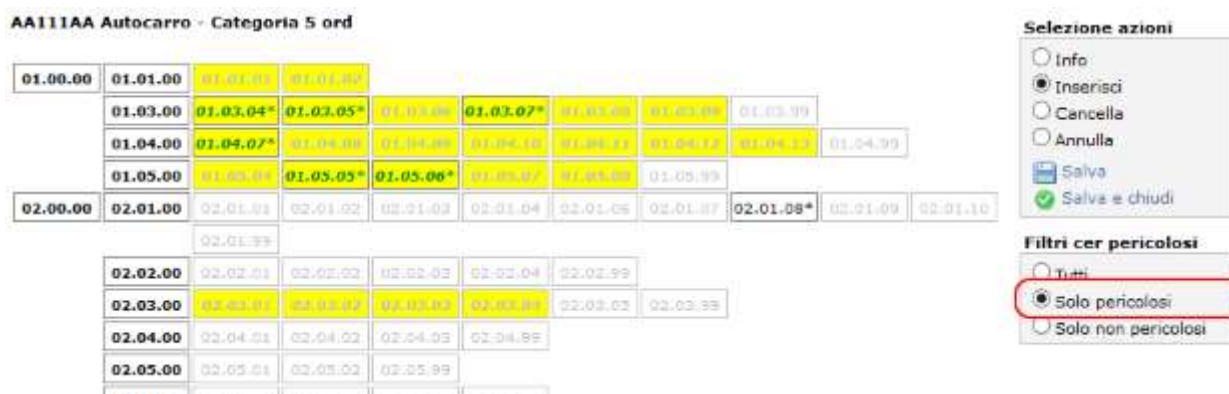 AA111AA Autocarro - Categoria 5 ord
01.00.00 01.01.00 01.01.01 01.01.02
01.03.00 01.03.04* 01.03.05* 01.03.06 01.03.07* 01.03.08 01.03.09 01.03.99
01.04.00 01.04.07* 01.04.08 01.04.09 01.04.10 01.04.11 01.04.12 01.04.13 01.04.99
01.05.00 01.05.04 01.05.05* 01.05.06* 01.05.07 01.05.08 01.05.99
02.00.00 02.01.00 02.01.01 02.01.02 02.01.03 02.01.04 02.01.06 02.01.07 02.01.08* 02.01.09 02.01.10
02.01.99
02.02.00 02.02.01 02.02.02 02.02.03 02.02.04 02.02.99
02.03.00 02.03.01 02.03.02 02.03.03 02.03.04 02.03.05 02.03.99
02.04.00 02.04.01 02.04.02 02.04.03 02.04.99
02.05.00 02.05.01 02.05.02 02.05.99
Selezione azioni
Info
Inserisci
Cancella
Annulla
Salva
Salva e chiudi
Filtri cer pericolosi
Tutti
Solo pericolosi
Solo non pericolosi